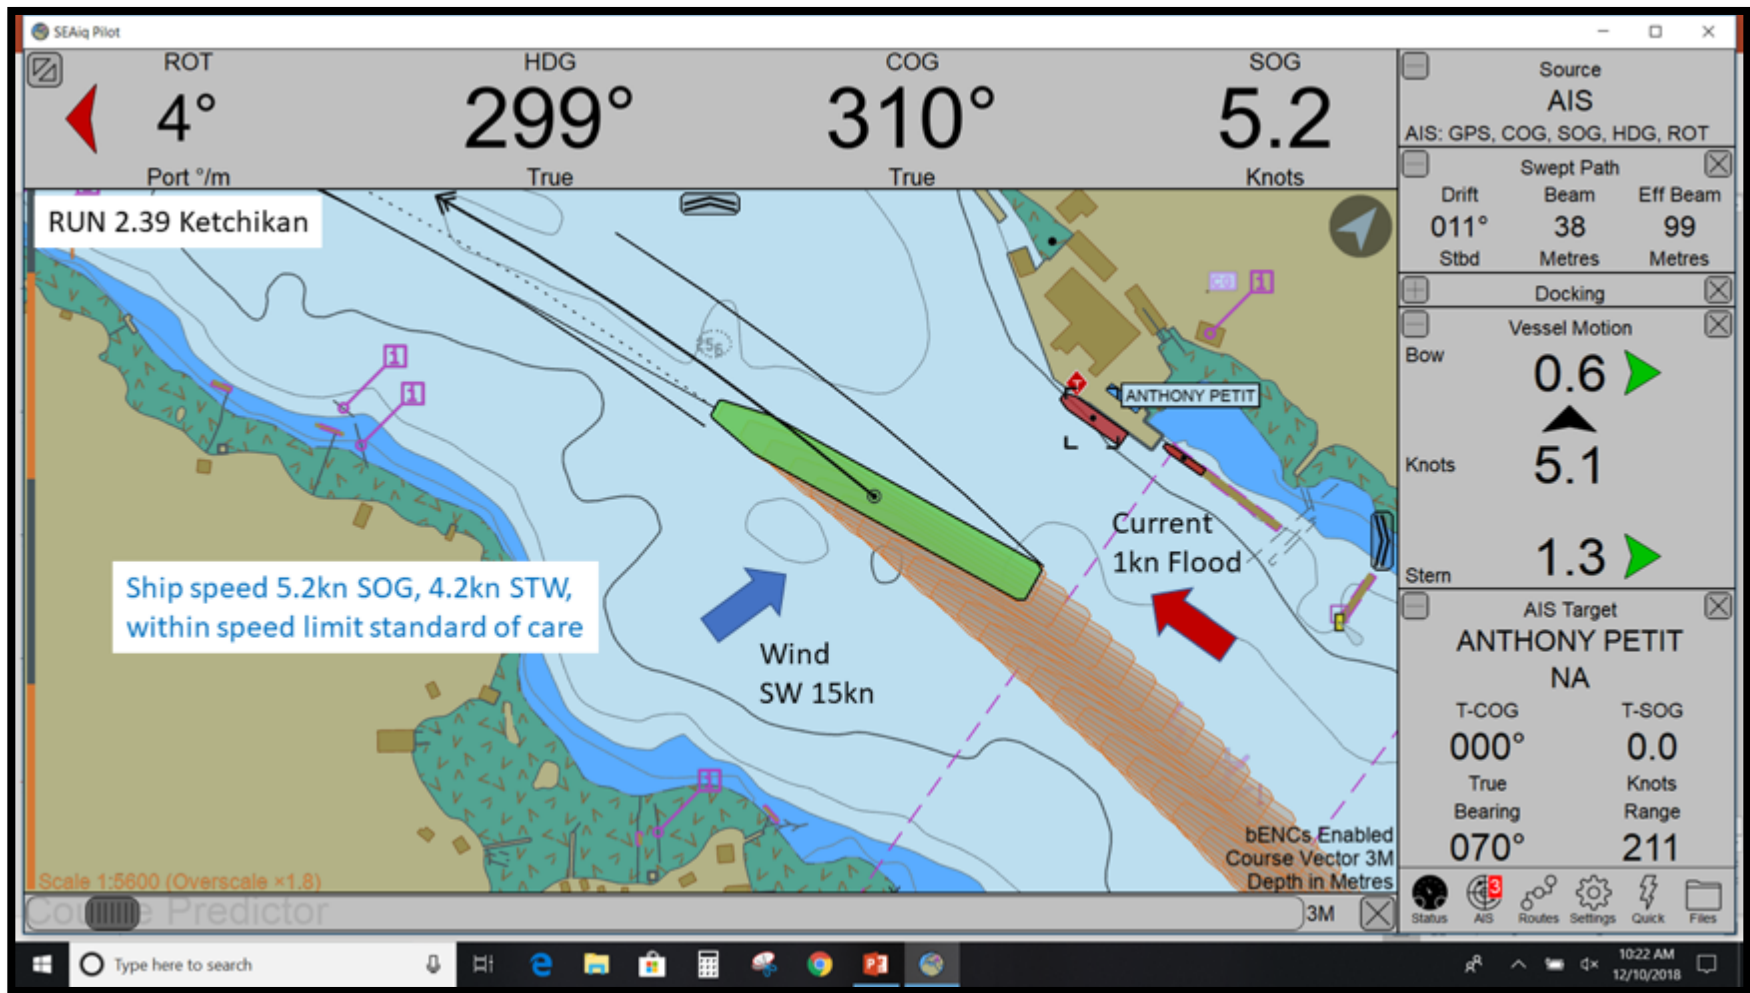 SEAiq Pilot
ROT
4°
Port °/m
HDG
299°
True
COG
310°
True
SOG
5.2
Knots
Source
AIS
AIS: GPS, COG, SOG, HDG, ROT
Swept Path
Drift Beam Eff Beam
011° 38 99
Stbd Metres Metres
Docking
Vessel Motion
Bow
0.6
Knots
5.1
Stern
1.3
AIS Target
ANTHONY PETIT
NA
T-COG T-SOG
000° 0.0
True Knots
Bearing Range
070° 211
Status AIS Routes Settings Quick Files
3
RUN 2.39 Ketchikan
CG
1
1
1
ANTHONY PETIT
Current
1kn Flood
Ship speed 5.2kn SOG, 4.2kn STW,
within speed limit standard of care
Wind
SW 15kn
bENCs Enabled
Course Vector 3M
Depth in Metres
Scale 1:5600 (Overscale ×1.8)
Predictor
3M
Type here to search
10:22 AM
12/10/2018